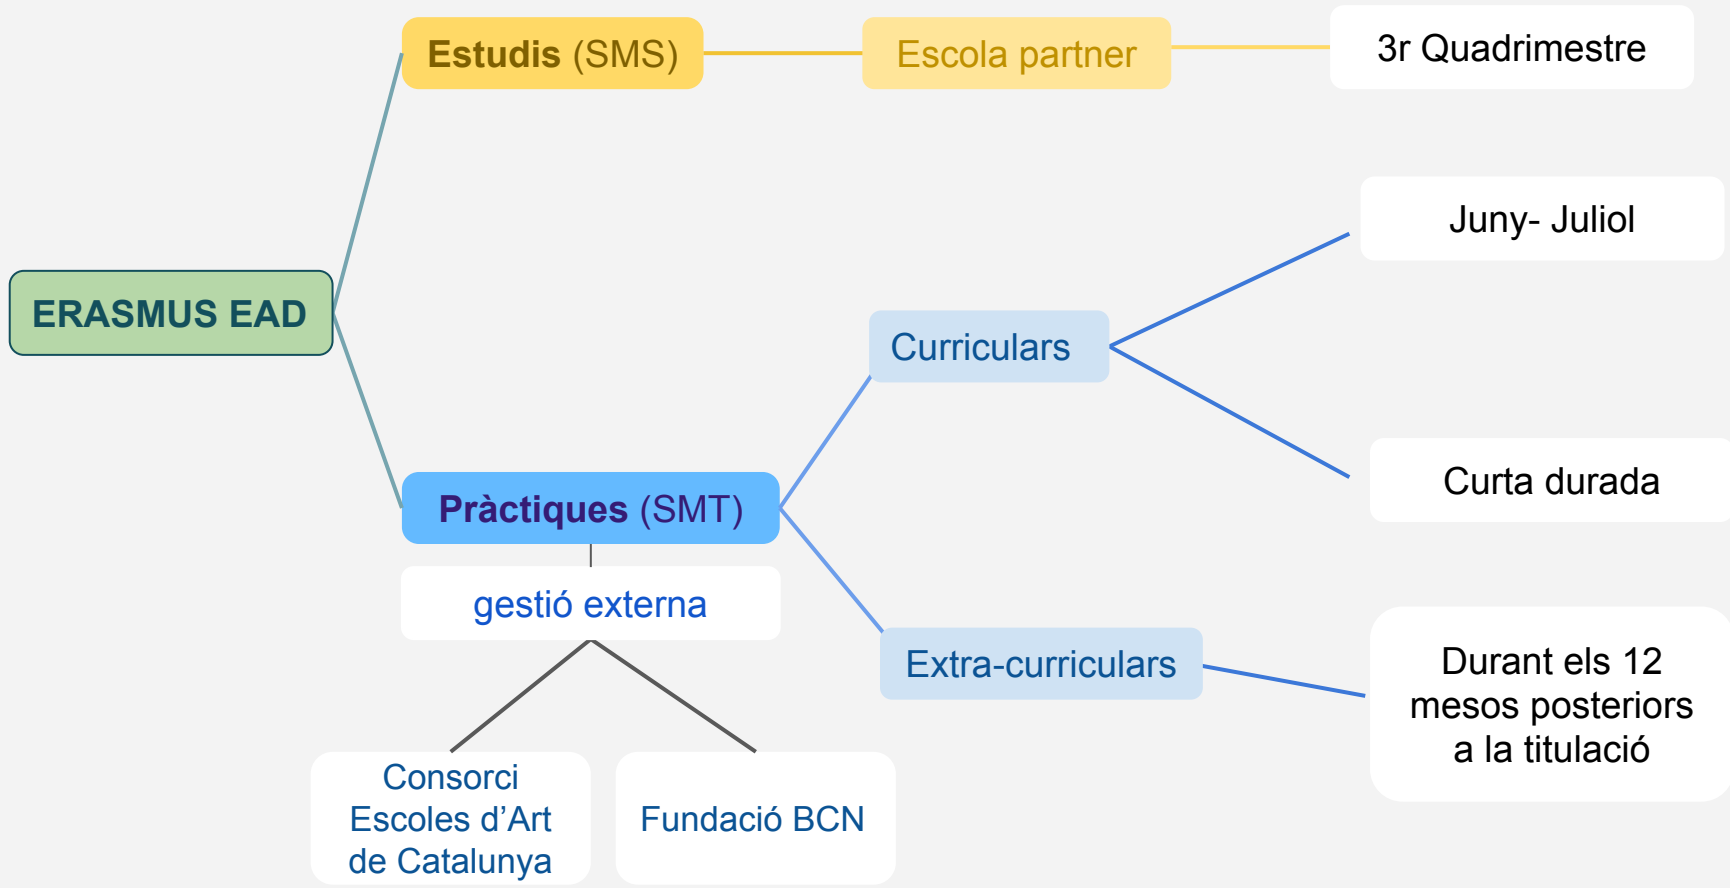 Estudis (SMS)
Escola partner
3r Quadrimestre
Juny- Juliol
ERASMUS EAD
Curriculars
Curta durada
Pràctiques (SMT)
gestió externa
Extra-curriculars
Durant els 12
mesos posteriors
a la titulació
Consorci
Escoles d’Art
de Catalunya
Fundació BCN